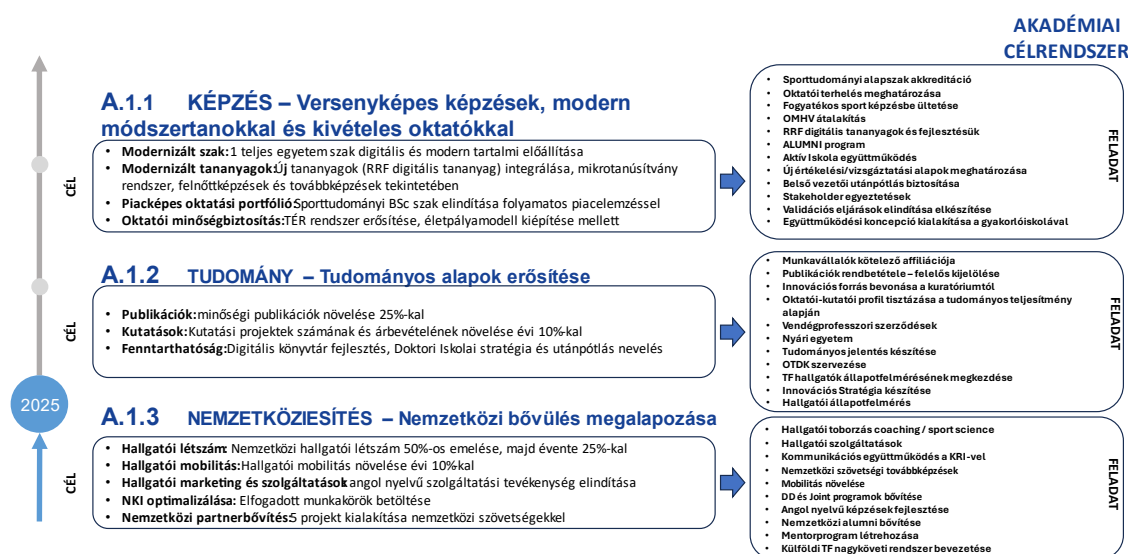 AKADÉMIAI
CÉLRENDSZER
A.1.1 KÉPZÉS – Versenyképes képzések, modern
módszertanokkal és kivételes oktatókkal
CÉL
• Modernizált szak: 1 teljes egyetem szak digitális és modern tartalmi előállítása
• Modernizált tananyagok: Új tananyagok (RRF digitális tananyag) integrálása, mikrotanúsítvány
rendszer, felnőttképzések és továbbképzések tekintetében
• Piacképes oktatási portfólió: Sporttudományi BSc szak elindítása folyamatos piacelemzéssel
• Oktatói minőségbiztosítás: TÉR rendszer erősítése, életpályamodell kiépítése mellett
• Sporttudományi alapszak akkreditáció
• Oktatói terhelés meghatározása
• Fogyatékos sport képzésbe ültetése
• OMHV átalakítás
• RRF digitális tananyagok és fejlesztésük
• ALUMNI program
• Aktív Iskola együttműködés
• Új értékelési/vizsgáztatási alapok meghatározása
• Belső vezetői utánpótlás biztosítása
• Stakeholder egyeztetések
• Validációs eljárások elindítása elkészítése
• Együttműködési koncepció kialakítása a gyakorlóiskolával
FELADAT
A.1.2 TUDOMÁNY – Tudományos alapok erősítése
CÉL
• Publikációk: minőségi publikációk növelése 25%-kal
• Kutatások: Kutatási projektek számának és árbevételének növelése évi 10%-kal
• Fenntarthatóság: Digitális könyvtár fejlesztés, Doktori Iskolai stratégia és utánpótlás nevelés
• Munkavállalók kötelező affiliációja
• Publikációk rendbetétele – felelős kijelölése
• Innovációs forrás bevonása a kuratóriumtól
• Oktatói-kutatói profil tisztázása a tudományos teljesítmény
alapján
• Vendégprofesszori szerződések
• Nyári egyetem
• Tudományos jelentés készítése
• OTDK szervezése
• TF hallgatók állapotfelmérésének megkezdése
• Innovációs Stratégia készítése
• Hallgatói állapotfelmérés
FELADAT
2025
A.1.3 NEMZETKÖZIESÍTÉS – Nemzetközi bővülés megalapozása
CÉL
• Hallgatói létszám: Nemzetközi hallgatói létszám 50%-os emelése, majd évente 25%-kal
• Hallgatói mobilitás: Hallgatói mobilitás növelése évi 10%kal
• Hallgatói marketing és szolgáltatások: angol nyelvű szolgáltatási tevékenység elindítása
• NKI optimalizálása: Elfogadott munkakörök betöltése
• Nemzetközi partnerbővítés: 5 projekt kialakítása nemzetközi szövetségekkel
• Hallgatói toborzás coaching / sport science
• Hallgatói szolgáltatások
• Kommunikációs együttműködés a KRI-vel
• Nemzetközi szövetségi továbbképzések
• Mobilitás növelése
• DD és Joint programok bővítése
• Angol nyelvű képzések fejlesztése
• Nemzetközi alumni bővítése
• Mentorprogram létrehozása
• Külföldi TF nagyköveti rendszer bevezetése
FELADAT